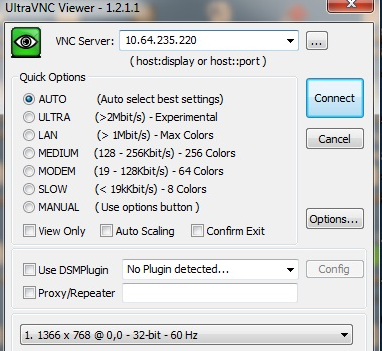 UltraVNC Viewer - 1.2.1.1
VNC Server: 10.64.235.220 ...
( host:display or host::port )
Quick Options
AUTO (Auto select best settings)
ULTRA (>2Mbit/s) - Experimental
LAN (> 1Mbit/s) - Max Colors
MEDIUM (128 - 256Kbit/s) - 256 Colors
MODEM (19 - 128Kbit/s) - 64 Colors
SLOW (< 19kKbit/s) - 8 Colors
MANUAL ( Use options button )
View Only Auto Scaling Confirm Exit
Connect
Cancel
Options...
Use DSMPlugin No Plugin detected... Config
Proxy/Repeater
1. 1366 x 768 @ 0,0 - 32-bit - 60 Hz